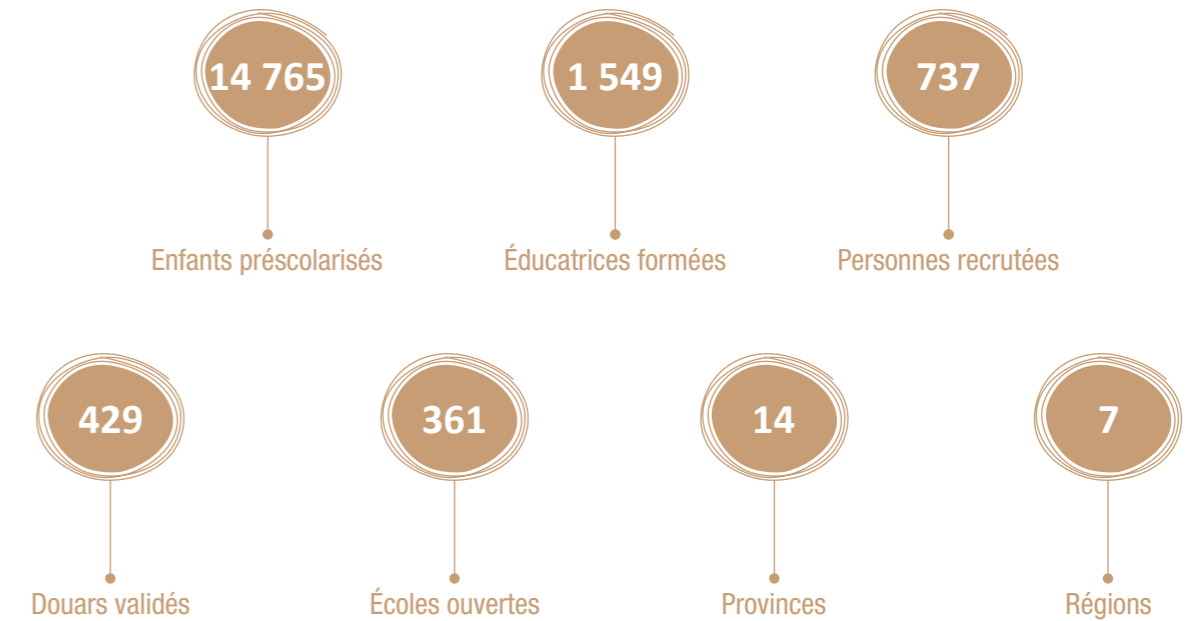 14 765
1 549
737
Enfants préscolarisés
Éducatrices formées
Personnes recrutées
429
361
14
7
Douars validés
Écoles ouvertes
Provinces
Régions